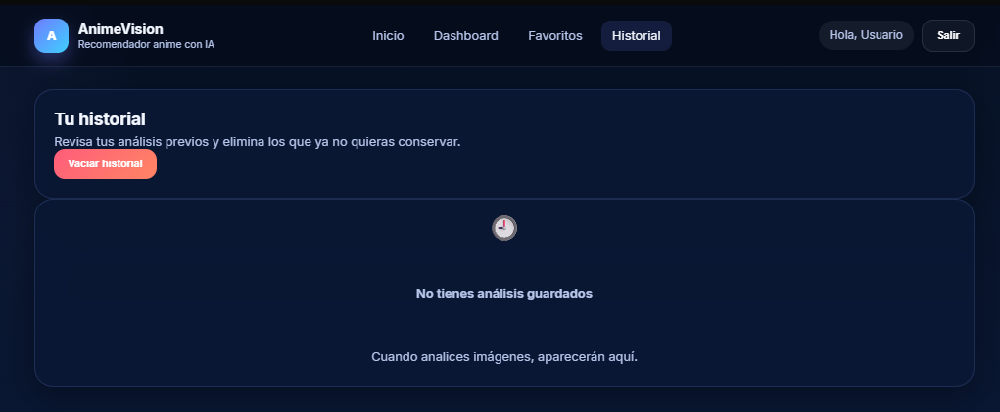 A
AnimeVision
Recomendador anime con IA
Inicio
Dashboard
Favoritos
Historial
Hola, Usuario
Salir
Tu historial
Revisa tus análisis previos y elimina los que ya no quieras conservar.
Vaciar historial
No tienes análisis guardados
Cuando analices imágenes, aparecerán aquí.